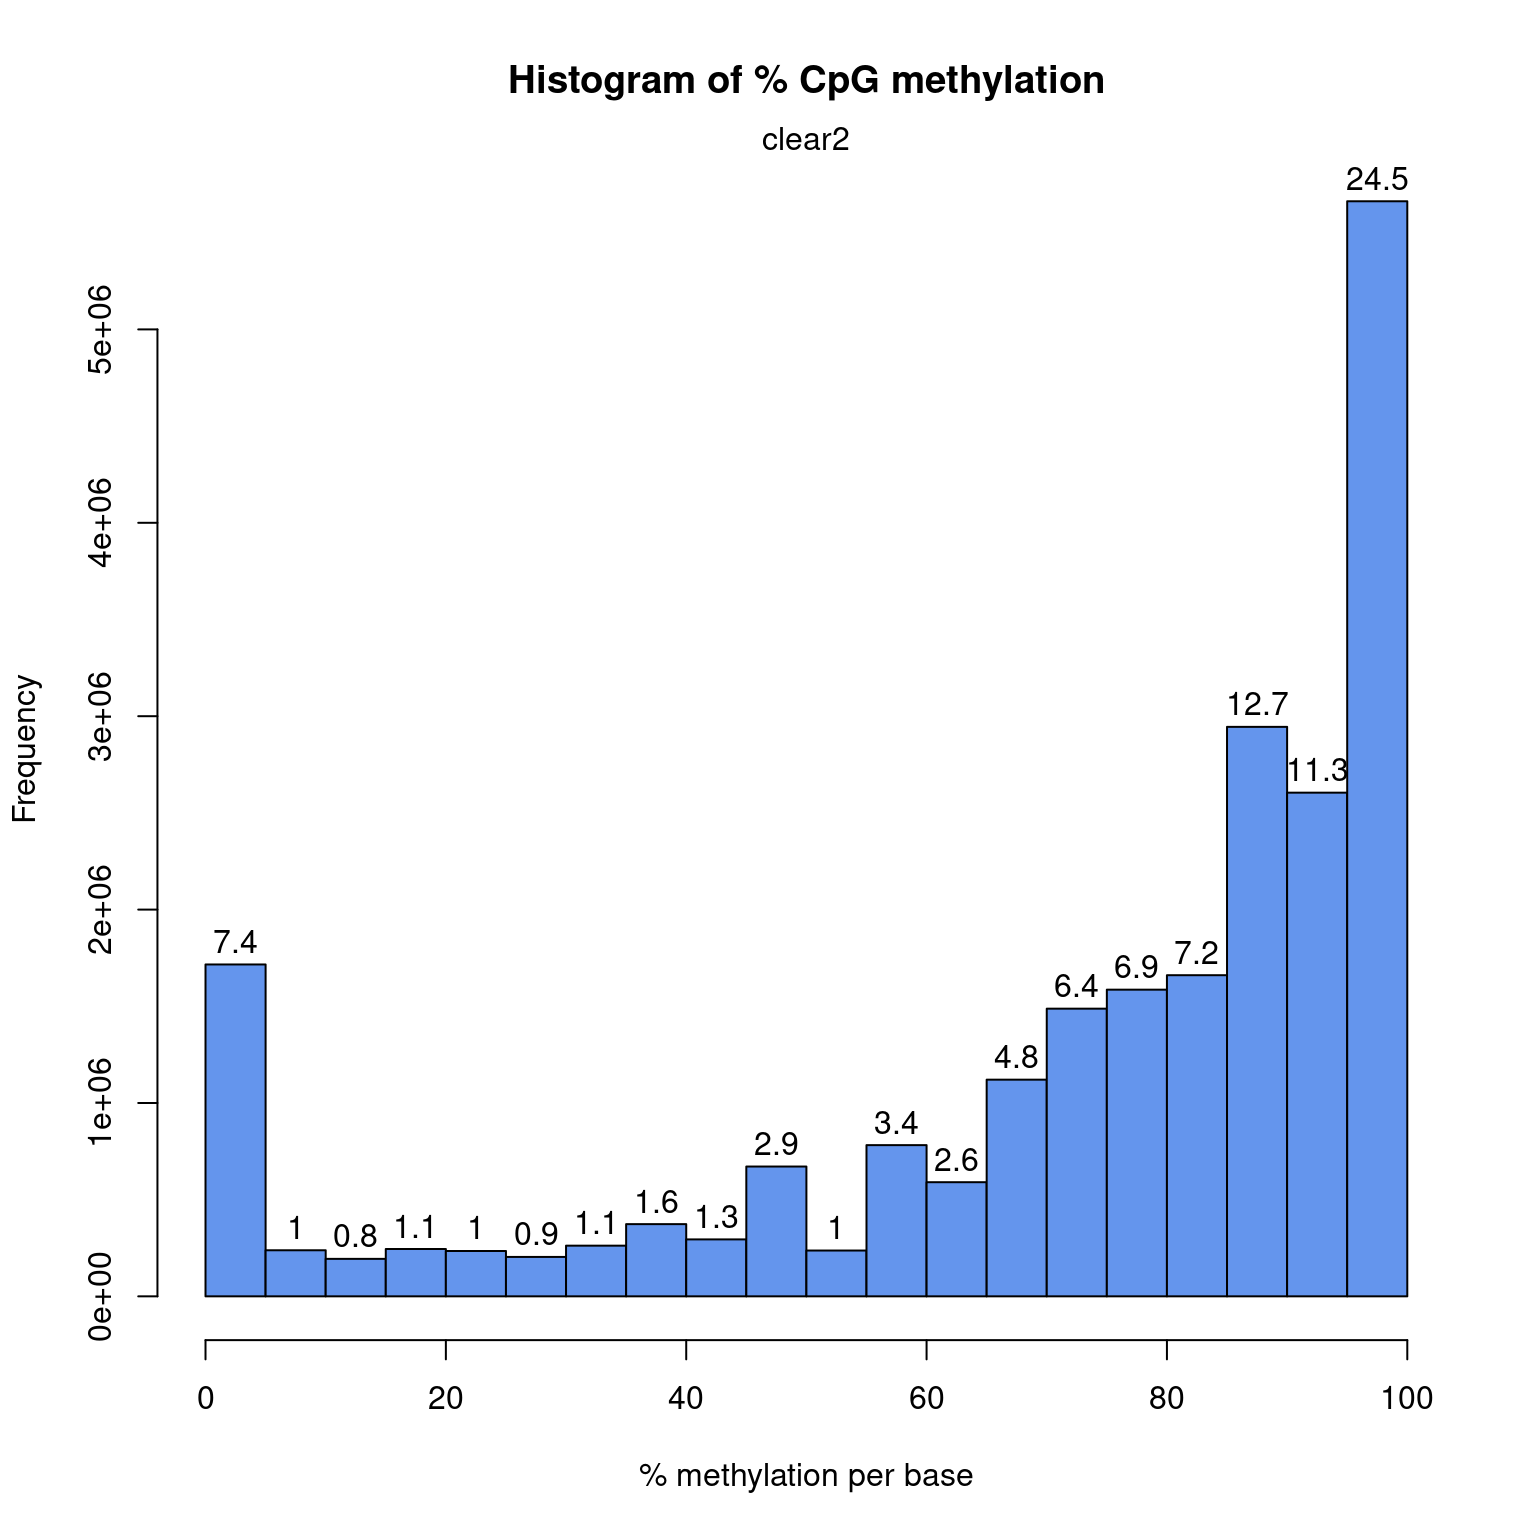 Histogram of % CpG methylation
clear2
24.5
12.7
11.3
7.4
7.2
6.9
6.4
4.8
3.4
2.6
2.9
1
1.6
1.3
1.1
0.9
1
1.1
0.8
1
5e+06
4e+06
3e+06
2e+06
1e+06
0e+00
Frequency
0 20 40 60 80 100
% methylation per base